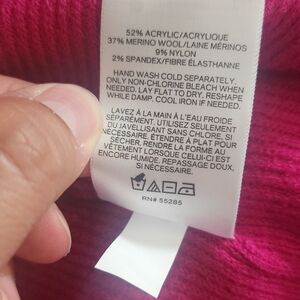 52% ACRYLIC/ACRYLIQUE
37% MERINO WOOL/LAINE MÉRINOS
9% NYLON
2% SPANDEX/FIBRE ÉLASTHANNE
HAND WASH COLD SEPARATELY.
ONLY NON-CHLORINE BLEACH WHEN
NEEDED. LAY FLAT TO DRY. RESHAPE
WHILE DAMP. COOL IRON IF NEEDED.
LAVEZ À LA MAIN À L'EAU FROIDE
SÉPARÉMENT. UTILISEZ SEULEMENT
DU JAVELLISANT SANS CHLORE, SI
NÉCESSAIRE. ÉTENDRE À PLAT POUR
SÉCHER. RENDRE LA FORME AU
VÊTEMENT LORSQUE CELUI-CI EST
ENCORE HUMIDE. REPASSAGE DOUX,
SI NÉCESSAIRE.
RN# 55285